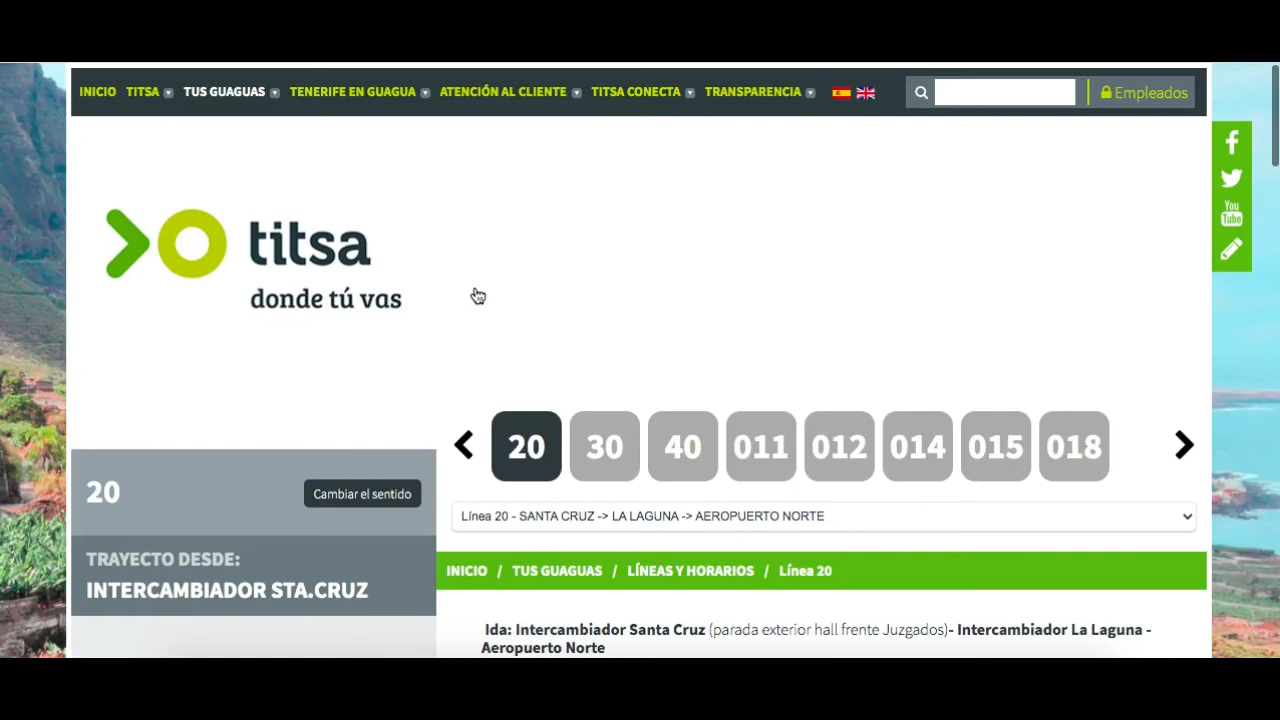 INICIO TITSA TUS GUAGUAS TENERIFE EN GUAGUA ATENCIÓN AL CLIENTE TITSA CONECTA TRANSPARENCIA Empleados
You
Tube
titsa
donde tú vas
20 30 40 011 012 014 015 018
20 Cambiar el sentido
Línea 20 - SANTA CRUZ -> LA LAGUNA -> AEROPUERTO NORTE
TRAYECTO DESDE:
INTERCAMBIADOR STA.CRUZ
INICIO / TUS GUAGUAS / LÍNEAS Y HORARIOS / Línea 20
Ida: Intercambiador Santa Cruz (parada exterior hall frente Juzgados)- Intercambiador La Laguna -
Aeropuerto Norte